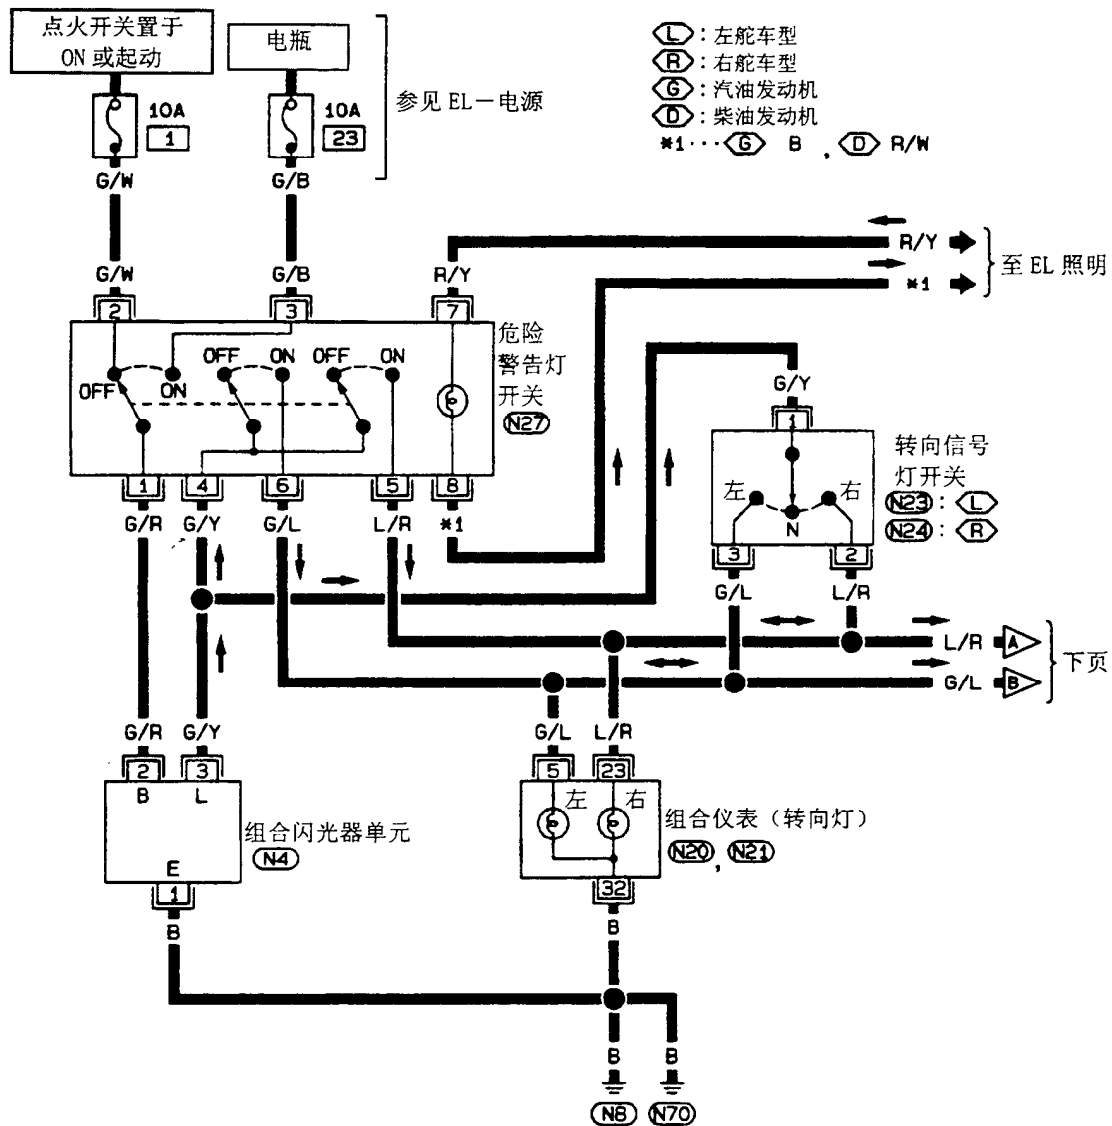 点火开关置于
ON 或起动
电瓶
10A
1
10A
23
参见 EL－电源
L : 左舵车型
R : 右舵车型
G : 汽油发动机
D : 柴油发动机
*1··· G B , D R/W
G/W
G/B
G/W
G/B
R/Y
R/Y
*1
至 EL 照明
2
3
7
危险
警告灯
开关
N27
OFF
ON
OFF
ON
OFF
ON
G/Y
1
转向信号
灯开关
N23 : L
N24 : R
左
右
N
1
4
6
5
8
3
2
G/R
G/Y
G/L
L/R
*1
G/L
L/R
L/R
A
G/L
B
下页
G/R
G/Y
G/L
L/R
2
3
5
23
B
L
E
左
右
组合闪光器单元
N4
组合仪表（转向灯）
N20 , N21
1
32
B
B
B
B
N8
N70